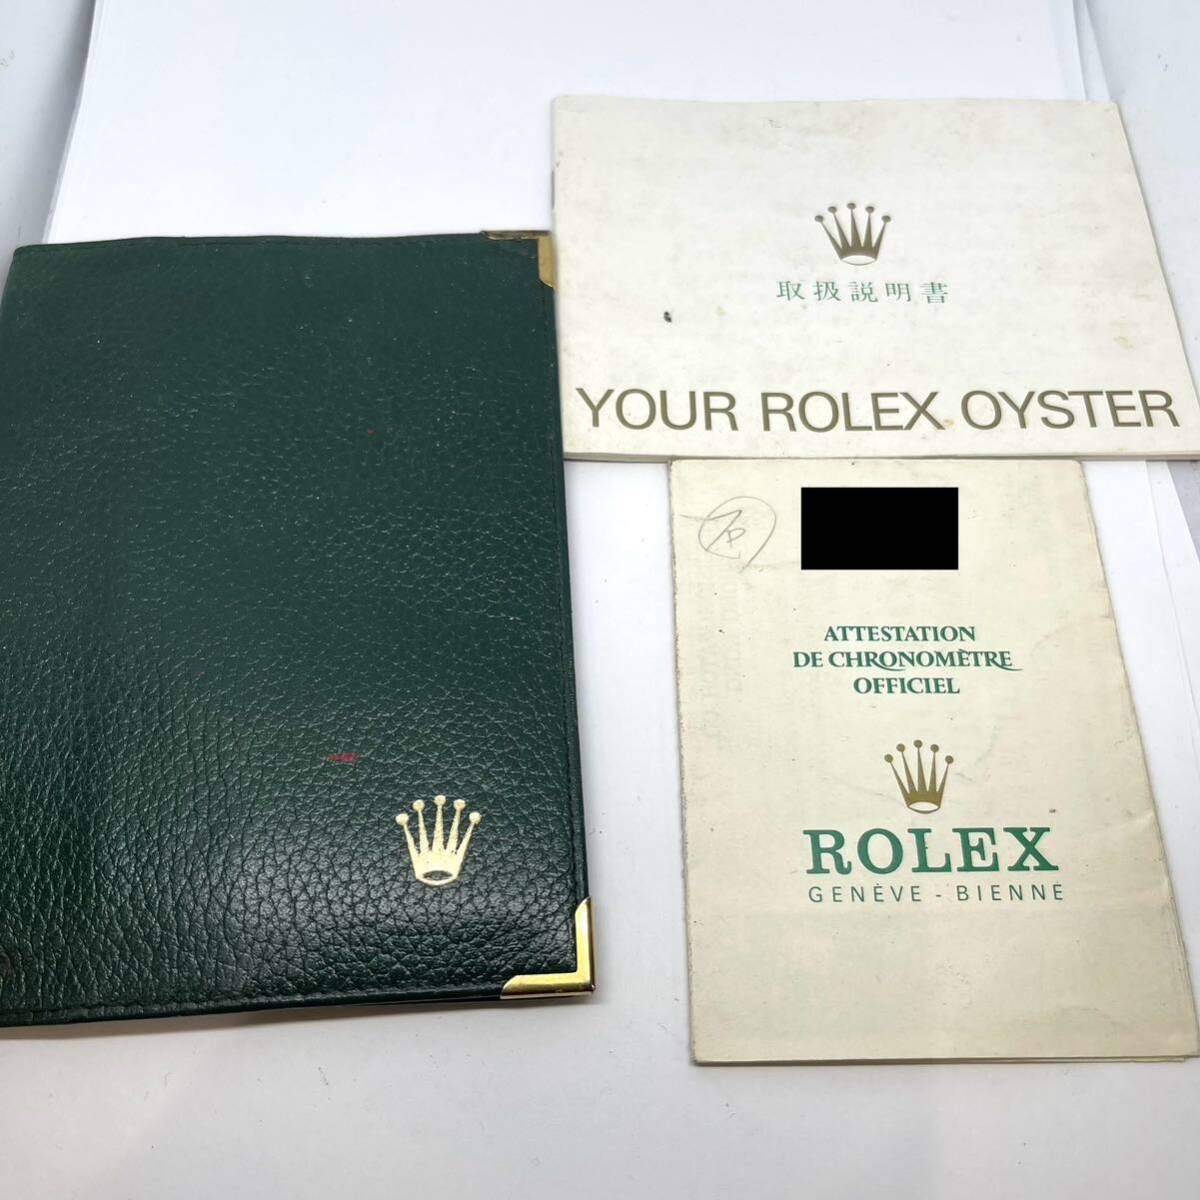 取扱説明書
YOUR ROLEX OYSTER
ATTESTATION
DE CHRONOMÈTRE
OFFICIEL
ROLEX
GENÈVE - BIENNE